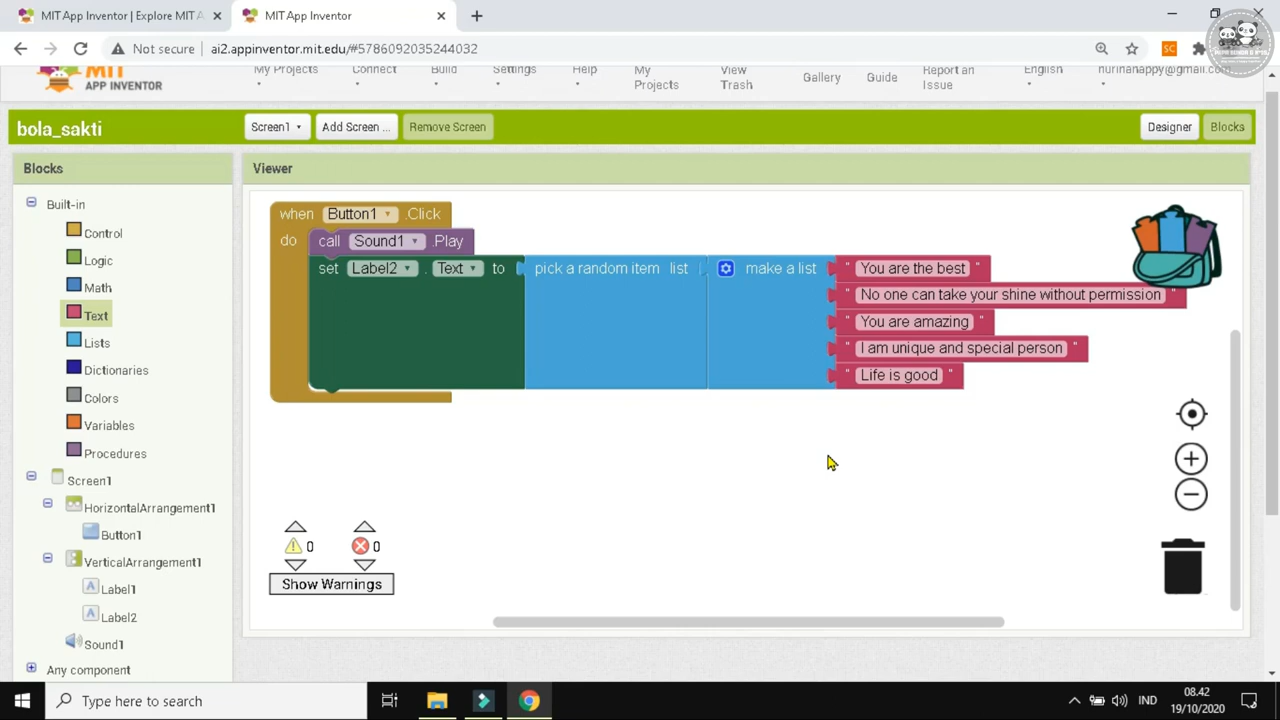 MIT App Inventor | Explore MIT A
MIT App Inventor
Not secure
ai2.appinventor.mit.edu/#5786092035244032
SC
MIT
APP INVENTOR
My Projects
Connect
Build
Settings
Help
My Projects
View Trash
Gallery
Guide
Report an Issue
English
nurinahappy@gmail.com
bola_sakti
Screen1
Add Screen ...
Remove Screen
Designer
Blocks
Blocks
Viewer
Built-in
Control
Logic
Math
Text
Lists
Dictionaries
Colors
Variables
Procedures
Screen1
HorizontalArrangement1
Button1
VerticalArrangement1
A Label1
A Label2
Sound1
Any component
when Button1 .Click
do call Sound1 .Play
set Label2 . Text to pick a random item list make a list " You are the best "
" No one can take your shine without permission "
" You are amazing "
" I am unique and special person "
" Life is good "
0 0
Show Warnings
Type here to search
IND
08.42
19/10/2020